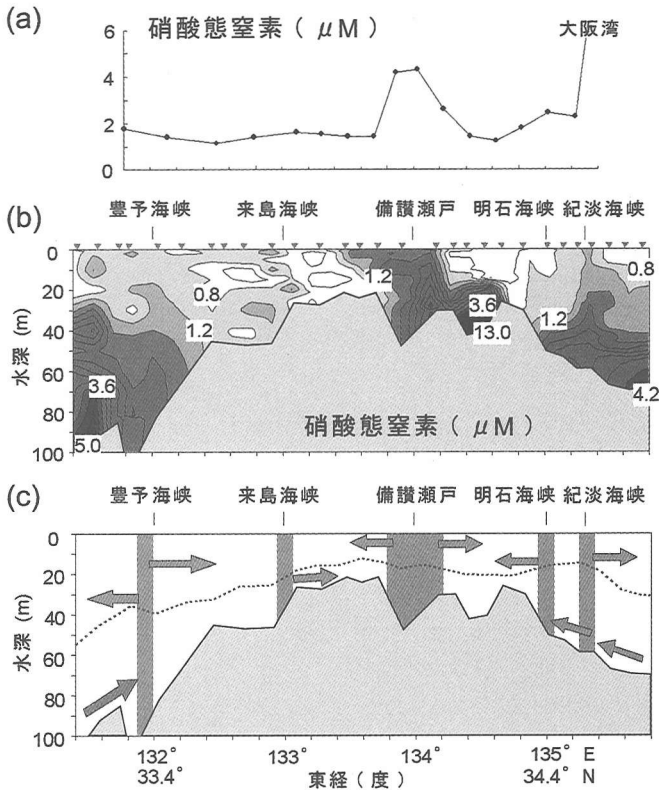 (a) 硝酸態窒素 ( μM )
大阪湾
6
4
2
0
豊予海峡 来島海峡 備讃瀬戸 明石海峡 紀淡海峡
(b)
0
20
40
60
80
100
水深 (m)
0.8
1.2
3.6
5.0
1.2
3.6
13.0
1.2
0.8
4.2
硝酸態窒素 ( μM )
(c) 豊予海峡 来島海峡 備讃瀬戸 明石海峡 紀淡海峡
0
20
40
60
80
100
水深 (m)
132° 133° 134° 135° E
33.4° 34.4° N
東経 (度)